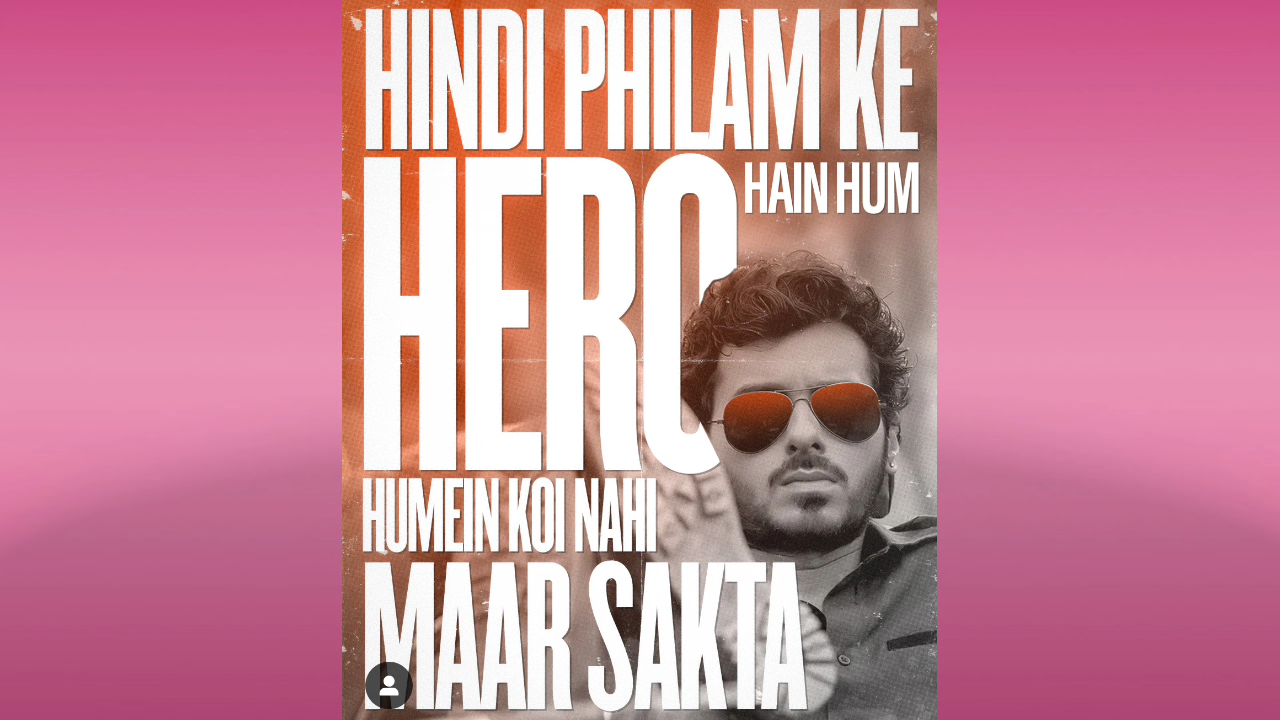 HINDI PHILAM KE
HERO
HAIN HUM
HUMEIN KOI NAHI
MAAR SAKTA